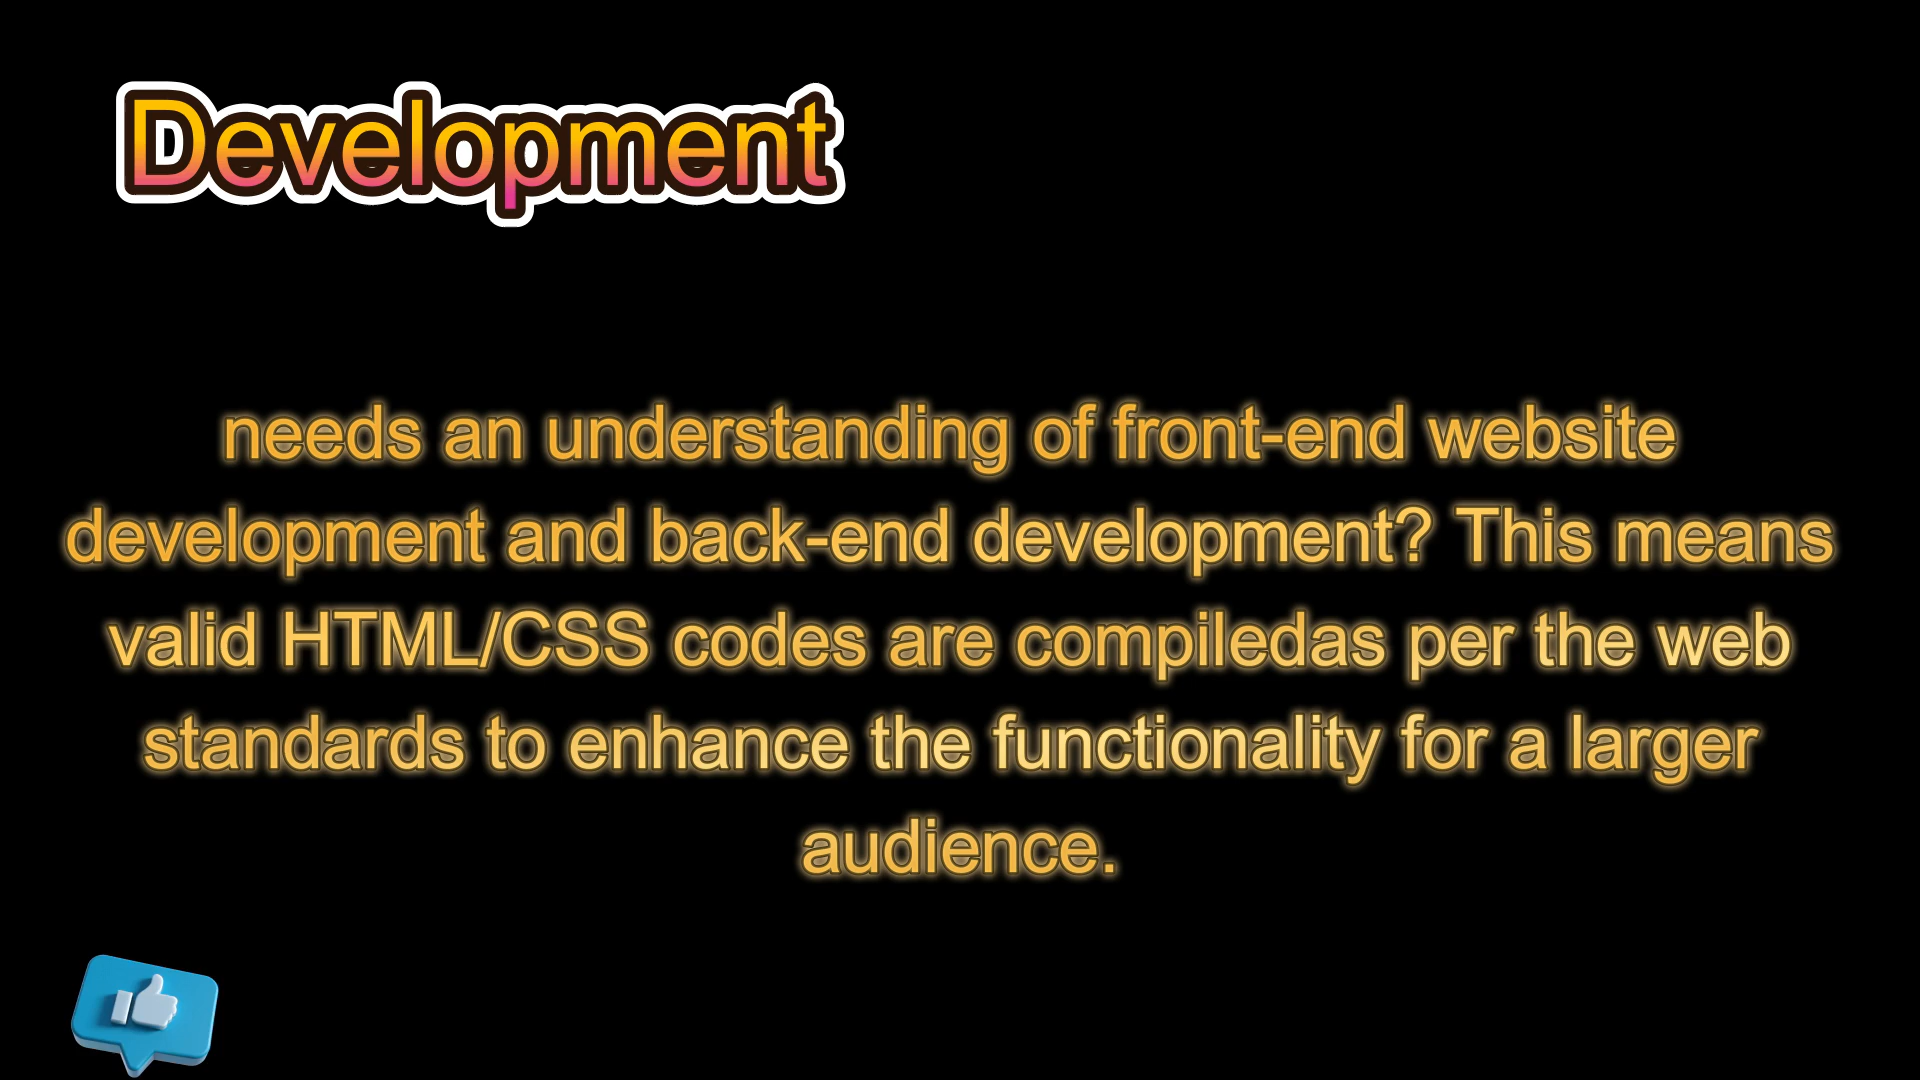 Development
needs an understanding of front-end website
development and back-end development? This means
valid HTML/CSS codes are compiledas per the web
standards to enhance the functionality for a larger
audience.